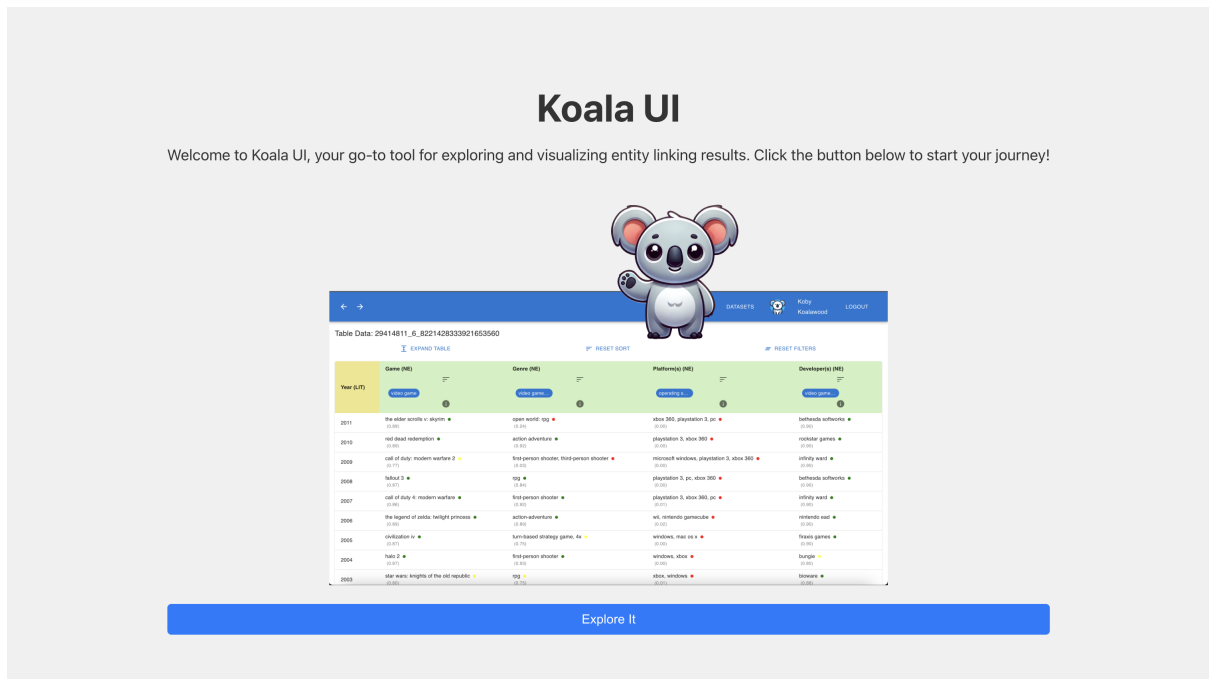 Koala UI
Welcome to Koala UI, your go-to tool for exploring and visualizing entity linking results. Click the button below to start your journey!
DATASETS
Koby
Koalawood
LOGOUT
Table Data: 29414811_6_8221428333921653560
EXPAND TABLE RESET SORT RESET FILTERS
Year (LIT) Game (NE) Genre (NE) Platform(s) (NE) Developer(s) (NE)
video game video game... operating s... video game...
2011 the elder scrolls v: skyrim open world: rpg xbox 360, playstation 3, pc bethesda softworks
2010 red dead redemption action adventure playstation 3, xbox 360 rockstar games
2009 call of duty: modern warfare 2 first-person shooter, third-person shooter microsoft windows, playstation 3, xbox 360 infinity ward
2008 fallout 3 rpg playstation 3, pc, xbox 360 bethesda softworks
2007 call of duty 4: modern warfare first-person shooter playstation 3, xbox 360, pc infinity ward
2006 the legend of zelda: twilight princess action-adventure wii, nintendo gamecube nintendo ead
2005 civilization iv turn-based strategy game, 4x windows, mac os x firaxis games
2004 halo 2 first-person shooter windows, xbox bungie
2003 star wars: knights of the old republic rpg xbox, windows bioware
Explore It